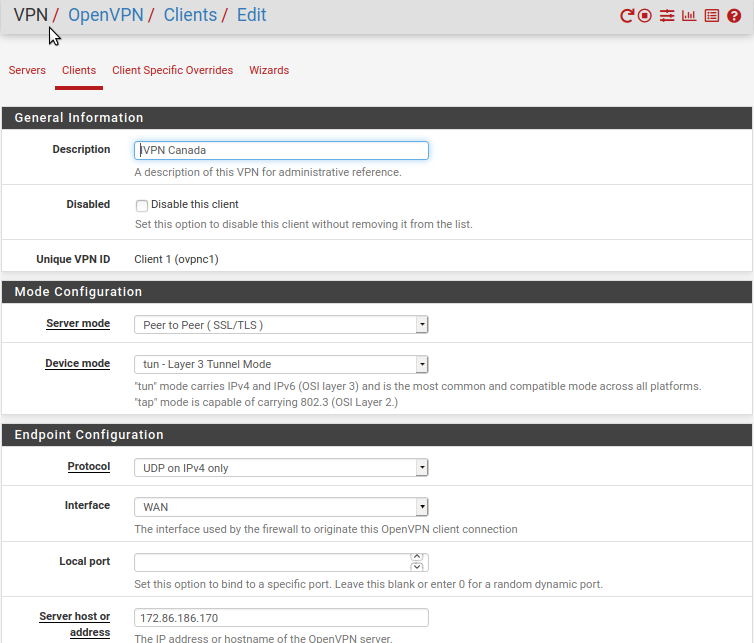 VPN / OpenVPN / Clients / Edit
Servers Clients Client Specific Overrides Wizards
General Information
Description IVPN Canada
A description of this VPN for administrative reference.
Disabled Disable this client
Set this option to disable this client without removing it from the list.
Unique VPN ID Client 1 (ovpnc1)
Mode Configuration
Server mode Peer to Peer ( SSL/TLS )
Device mode tun - Layer 3 Tunnel Mode
"tun" mode carries IPv4 and IPv6 (OSI layer 3) and is the most common and compatible mode across all platforms.
"tap" mode is capable of carrying 802.3 (OSI Layer 2.)
Endpoint Configuration
Protocol UDP on IPv4 only
Interface WAN
The interface used by the firewall to originate this OpenVPN client connection
Local port
Set this option to bind to a specific port. Leave this blank or enter 0 for a random dynamic port.
Server host or 172.86.186.170
address
The IP address or hostname of the OpenVPN server.